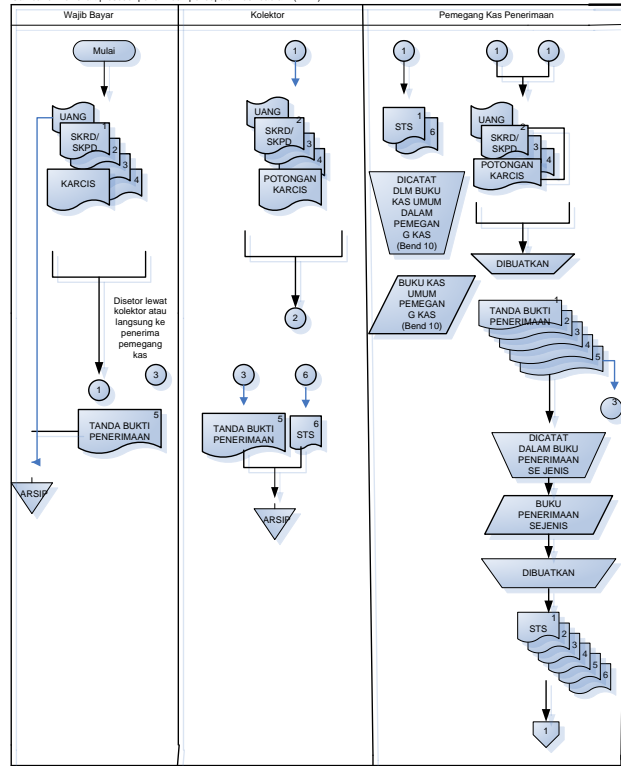 Wajib Bayar
Mulai
UANG
1
SKRD/
SKPD
2
3
4
KARCIS
Disetor lewat
kolektor atau
langsung ke
penerima
pemegang
kas
1
3
5
TANDA BUKTI
PENERIMAAN
ARSIP
Kolektor
1
UANG
2
SKRD/
SKPD
3
4
POTONGAN
KARCIS
2
3
6
5
TANDA BUKTI
PENERIMAAN
6
STS
ARSIP
Pemegang Kas Penerimaan
1
1
STS
6
DICATAT
DLM BUKU
KAS UMUM
DALAM
PEMEGAN
G KAS
(Bend 10)
BUKU KAS
UMUM
PEMEGAN
G KAS
(Bend 10)
1
1
UANG
2
SKRD/
SKPD
3
4
POTONGAN
KARCIS
DIBUATKAN
1
TANDA BUKTI
PENERIMAAN
2
3
4
5
3
DICATAT
DALAM BUKU
PENERIMAAN
SE JENIS
BUKU
PENERIMAAN
SEJENIS
DIBUATKAN
1
STS
2
3
4
5
6
1